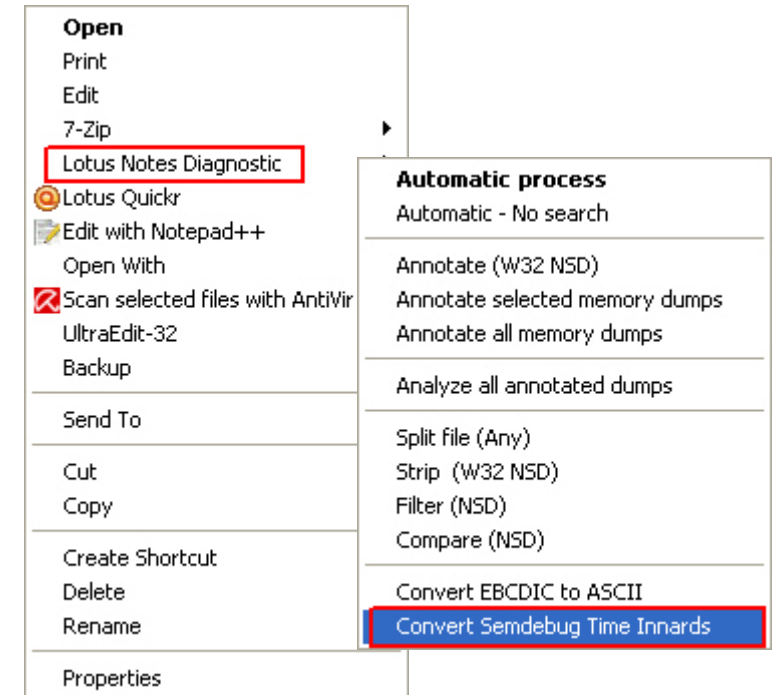 Open
Print
Edit
7-Zip
Lotus Notes Diagnostic
Lotus Quickr
Edit with Notepad++
Open With
Scan selected files with AntiVir
UltraEdit-32
Backup
Send To
Cut
Copy
Create Shortcut
Delete
Rename
Properties
Automatic process
Automatic - No search
Annotate (W32 NSD)
Annotate selected memory dumps
Annotate all memory dumps
Analyze all annotated dumps
Split file (Any)
Strip (W32 NSD)
Filter (NSD)
Compare (NSD)
Convert EBCDIC to ASCII
Convert Semdebug Time Innards